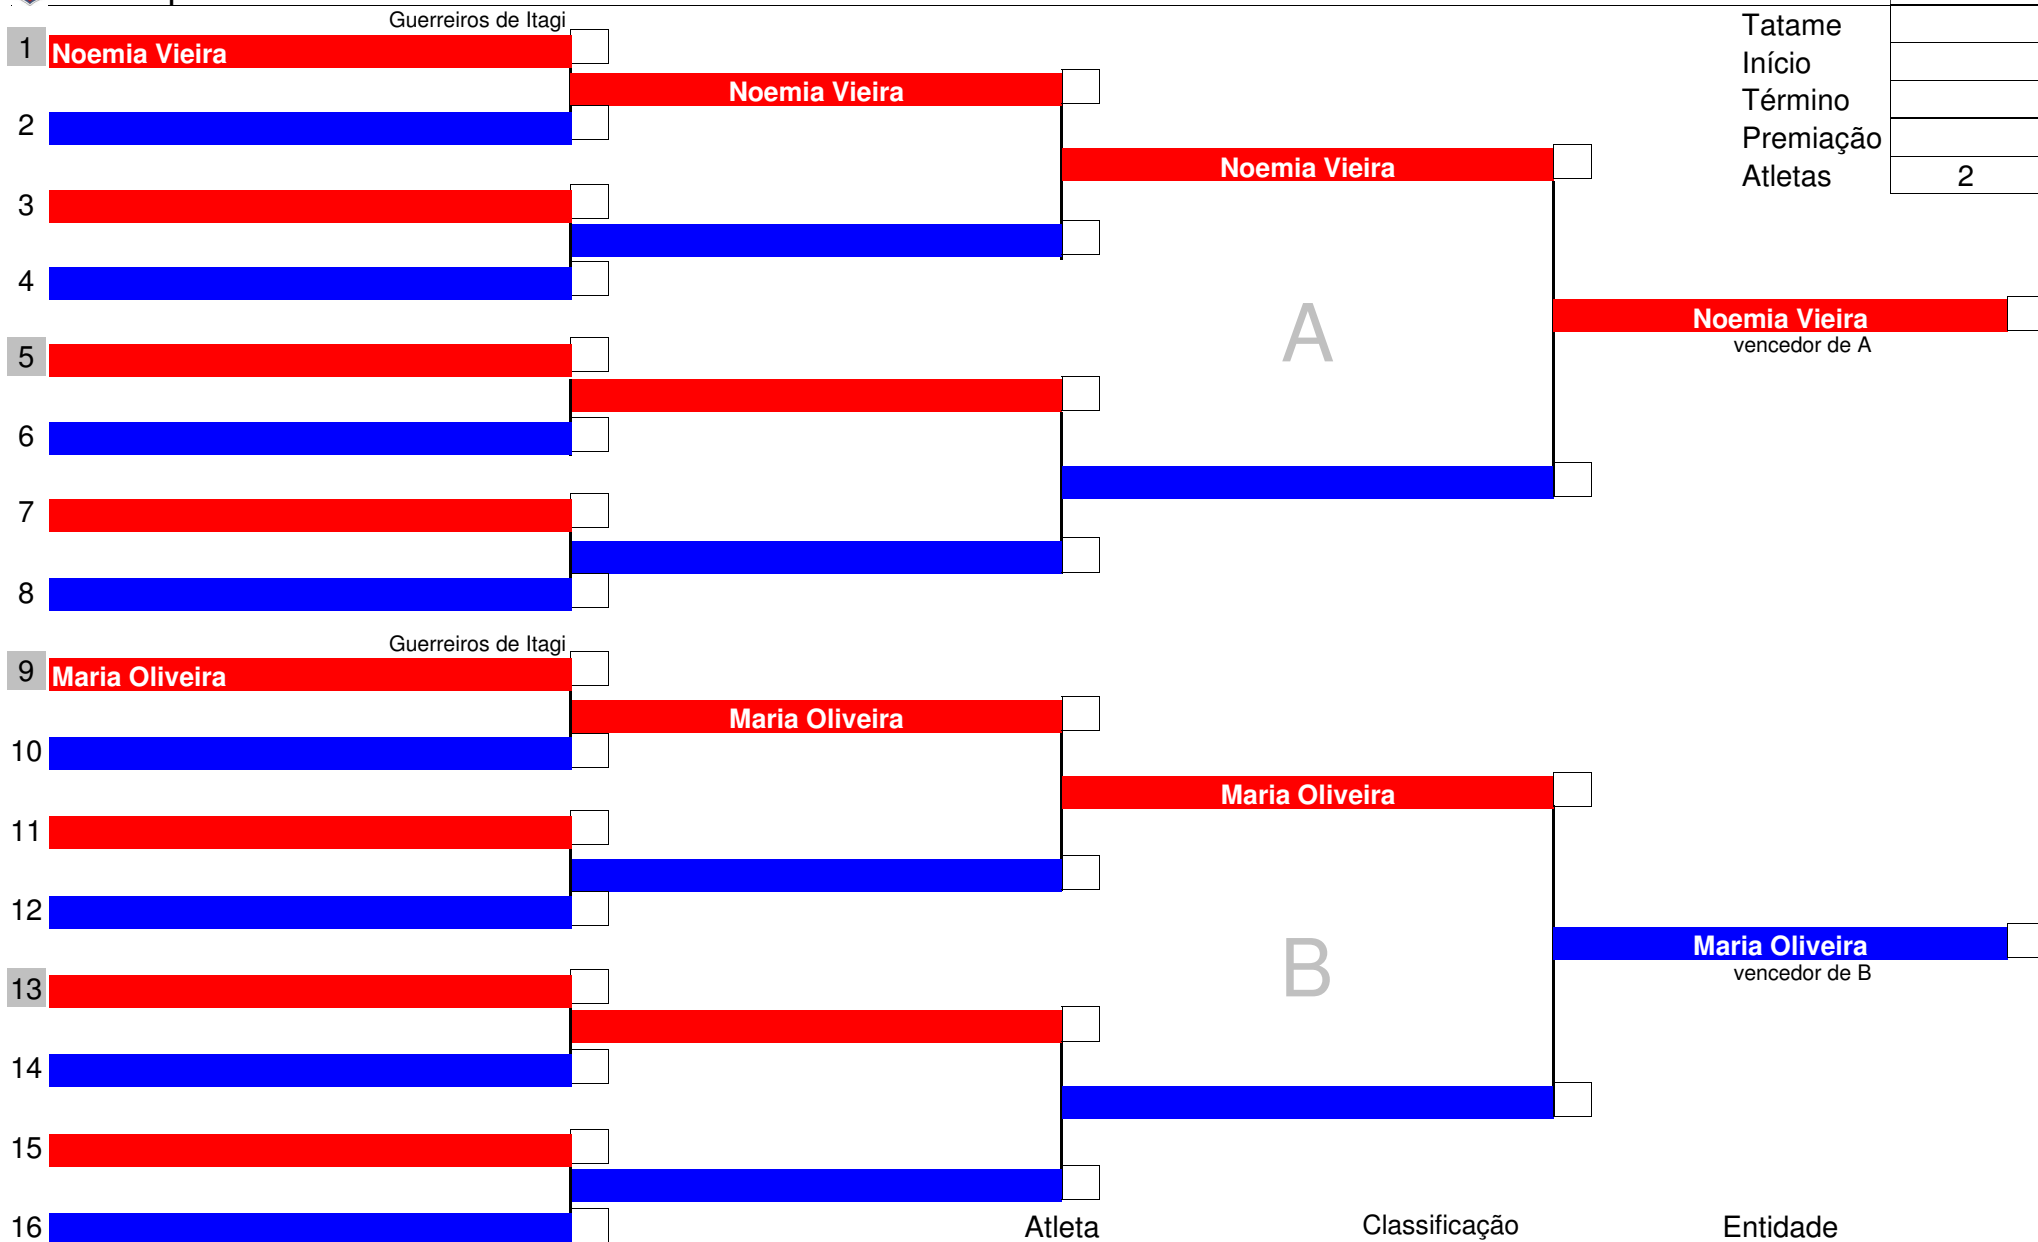 Guerreiros de Itagi
Tatame
1 Noemia Vieira
Início
Noemia Vieira
Término
2
Premiação
Noemia Vieira
Atletas 2
3
4
A
Noemia Vieira
vencedor de A
5
6
7
8
Guerreiros de Itagi
9 Maria Oliveira
Maria Oliveira
10
Maria Oliveira
11
12
B
Maria Oliveira
vencedor de B
13
14
15
16
Atleta Classificação Entidade